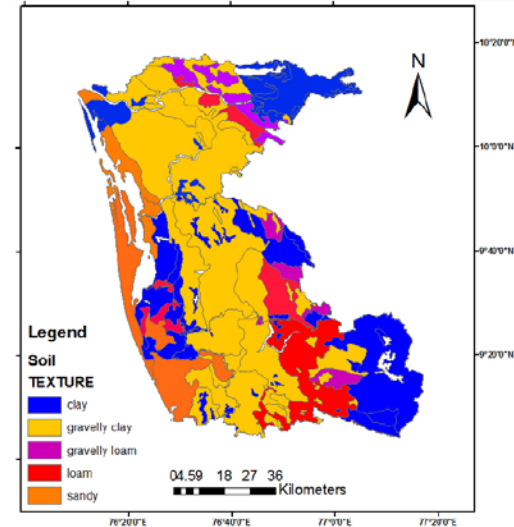 N
10°20'0"E
10°0'0"E
9°40'0"E
9°20'0"E
Legend
Soil
TEXTURE
clay
gravelly clay
gravelly loam
loam
sandy
04.59 18 27 36
Kilometers
76°20'0"E 76°40'0"E 77°0'0"E 77°20'0"E